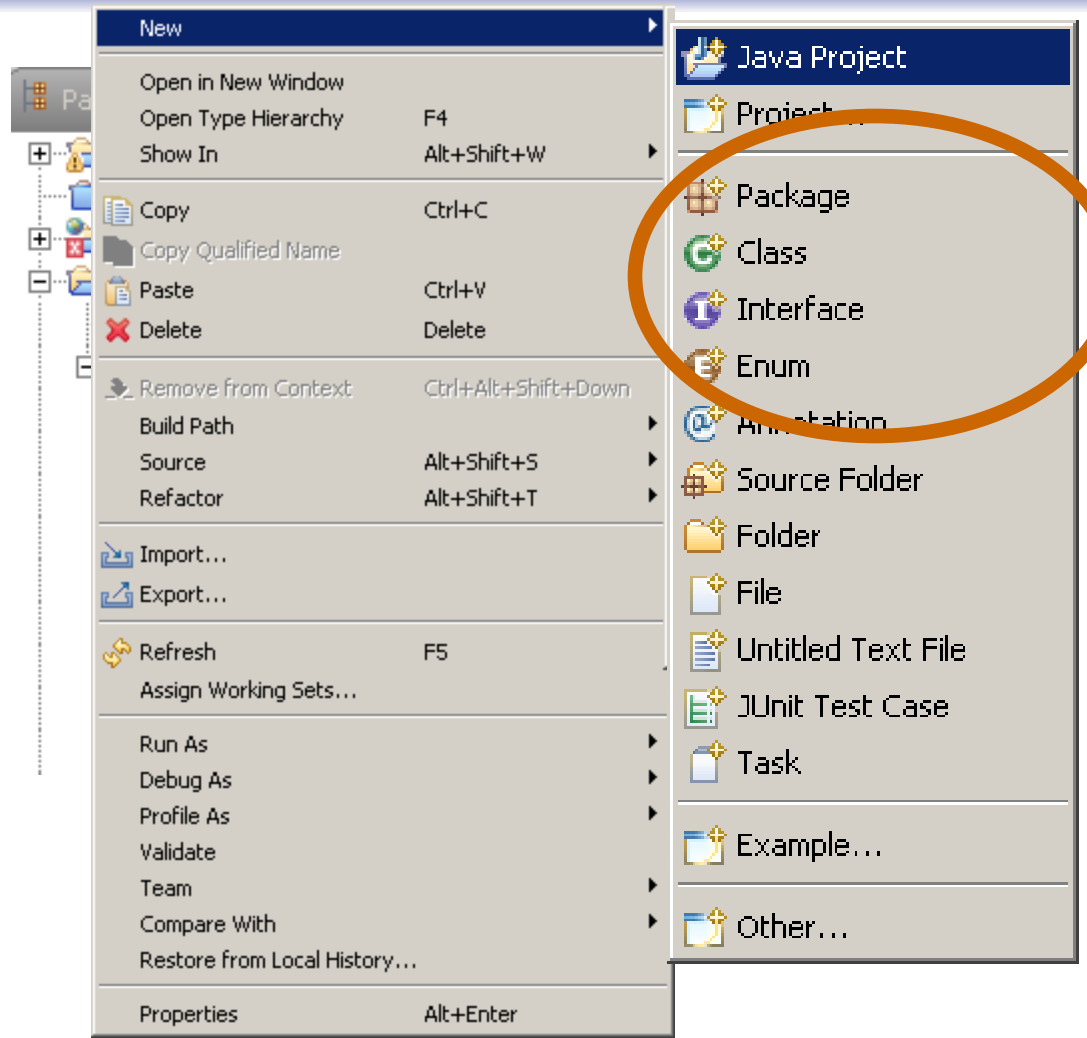 Pa
New
Open in New Window
Open Type Hierarchy F4
Show In Alt+Shift+W
Copy Ctrl+C
Copy Qualified Name
Paste Ctrl+V
Delete Delete
Remove from Context Ctrl+Alt+Shift+Down
Build Path
Source Alt+Shift+S
Refactor Alt+Shift+T
Import...
Export...
Refresh F5
Assign Working Sets...
Run As
Debug As
Profile As
Validate
Team
Compare With
Restore from Local History...
Properties Alt+Enter
Java Project
Project...
Package
Class
Interface
Enum
Annotation
Source Folder
Folder
File
Untitled Text File
JUnit Test Case
Task
Example...
Other...